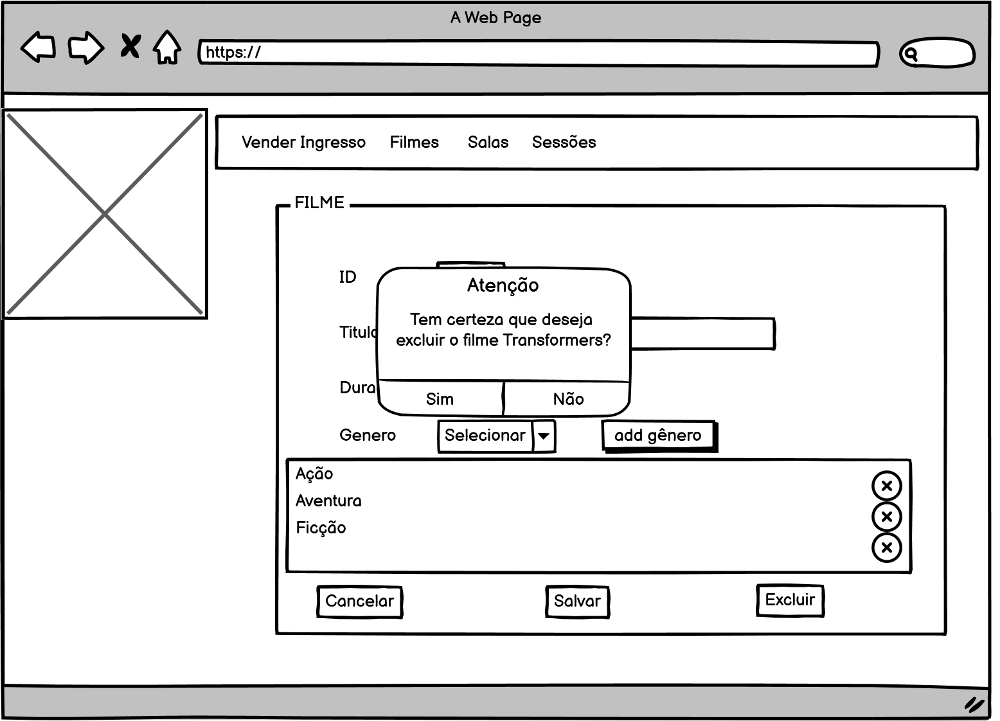 A Web Page
https://
Vender Ingresso Filmes Salas Sessões
FILME
ID
Atenção
Tem certeza que deseja
excluir o filme Transformers?
Titulo
Dura
Sim Não
Genero Selecionar add gênero
Ação
Aventura
Ficção
Cancelar Salvar Excluir